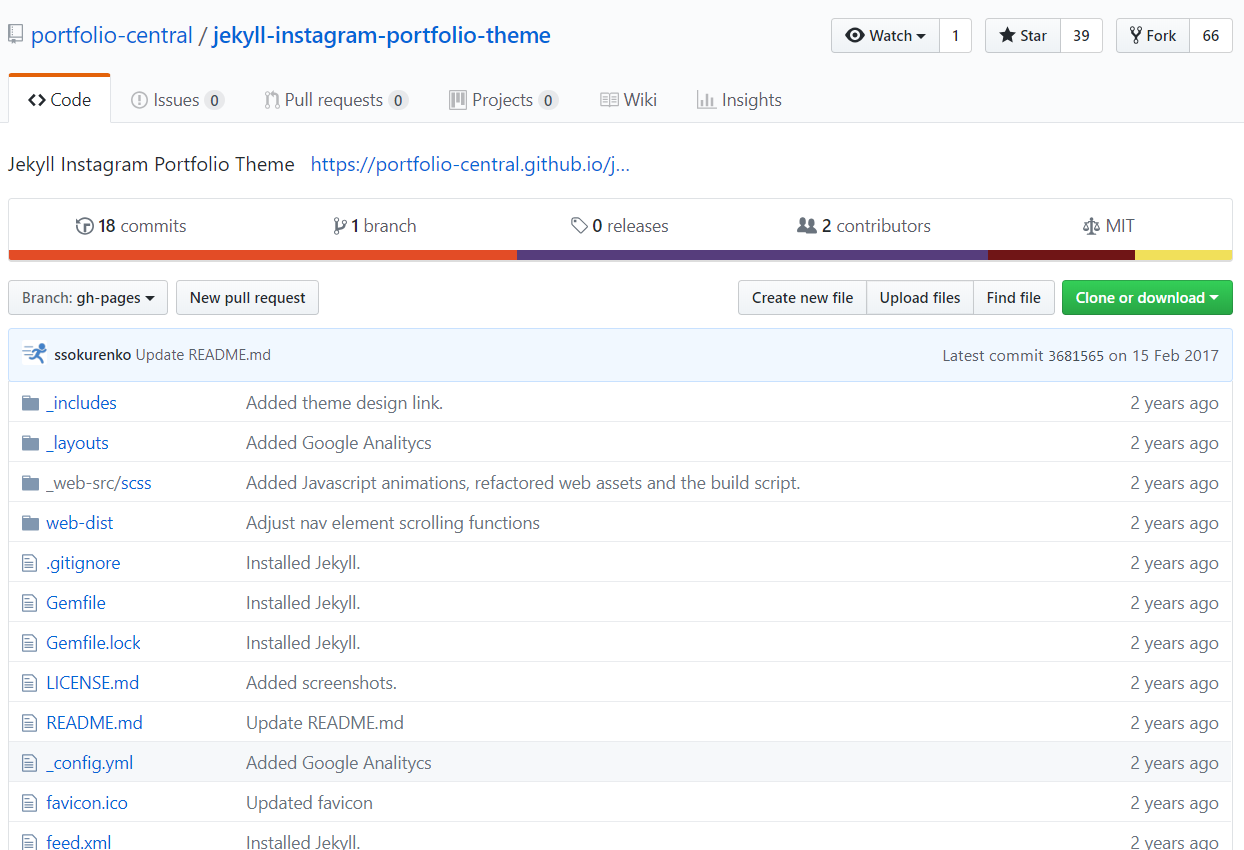 portfolio-central / jekyll-instagram-portfolio-theme Watch 1 Star 39 Fork 66
Code Issues 0 Pull requests 0 Projects 0 Wiki Insights
Jekyll Instagram Portfolio Theme https://portfolio-central.github.io/j...
18 commits 1 branch 0 releases 2 contributors MIT
Branch: gh-pages New pull request Create new file Upload files Find file Clone or download
ssokurenko Update README.md Latest commit 3681565 on 15 Feb 2017
_includes Added theme design link. 2 years ago
_layouts Added Google Analitycs 2 years ago
_web-src/scss Added Javascript animations, refactored web assets and the build script. 2 years ago
web-dist Adjust nav element scrolling functions 2 years ago
.gitignore Installed Jekyll. 2 years ago
Gemfile Installed Jekyll. 2 years ago
Gemfile.lock Installed Jekyll. 2 years ago
LICENSE.md Added screenshots. 2 years ago
README.md Update README.md 2 years ago
_config.yml Added Google Analitycs 2 years ago
favicon.ico Updated favicon 2 years ago
feed.xml Installed Jekyll. 2 years ago